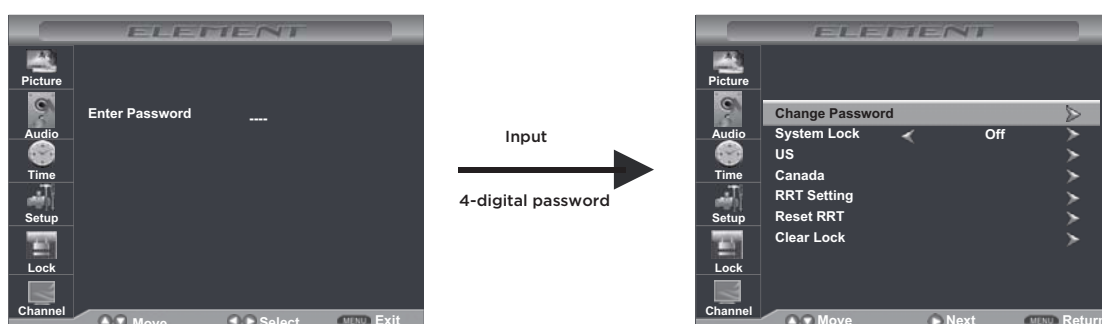 ELEMENT
Picture
Audio
Time
Setup
Lock
Channel
Enter Password ----
Move Select MENU Exit
Input
4-digital password
ELEMENT
Picture
Audio
Time
Setup
Lock
Channel
Change Password
System Lock Off
US
Canada
RRT Setting
Reset RRT
Clear Lock
Move Next MENU Return